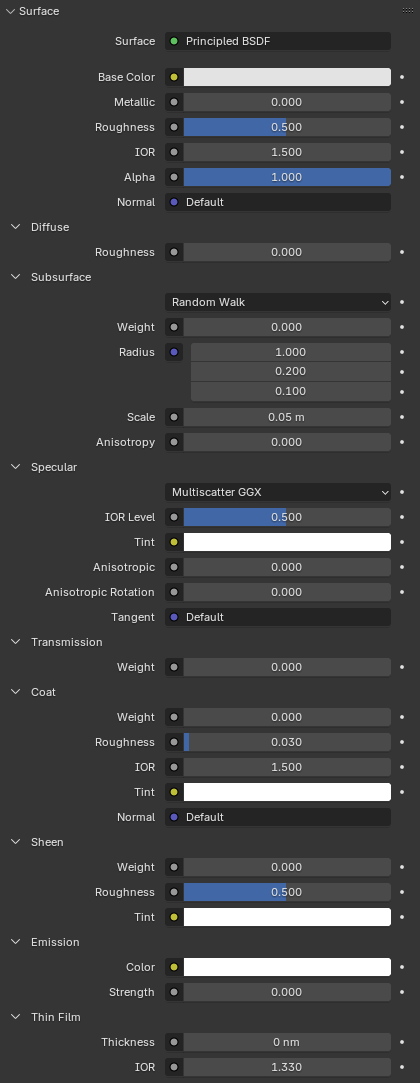 Surface
Surface Principled BSDF
Base Color
Metallic 0.000
Roughness 0.500
IOR 1.500
Alpha 1.000
Normal Default
Diffuse
Roughness 0.000
Subsurface
Random Walk
Weight 0.000
Radius 1.000
0.200
0.100
Scale 0.05 m
Anisotropy 0.000
Specular
Multiscatter GGX
IOR Level 0.500
Tint
Anisotropic 0.000
Anisotropic Rotation 0.000
Tangent Default
Transmission
Weight 0.000
Coat
Weight 0.000
Roughness 0.030
IOR 1.500
Tint
Normal Default
Sheen
Weight 0.000
Roughness 0.500
Tint
Emission
Color
Strength 0.000
Thin Film
Thickness 0 nm
IOR 1.330